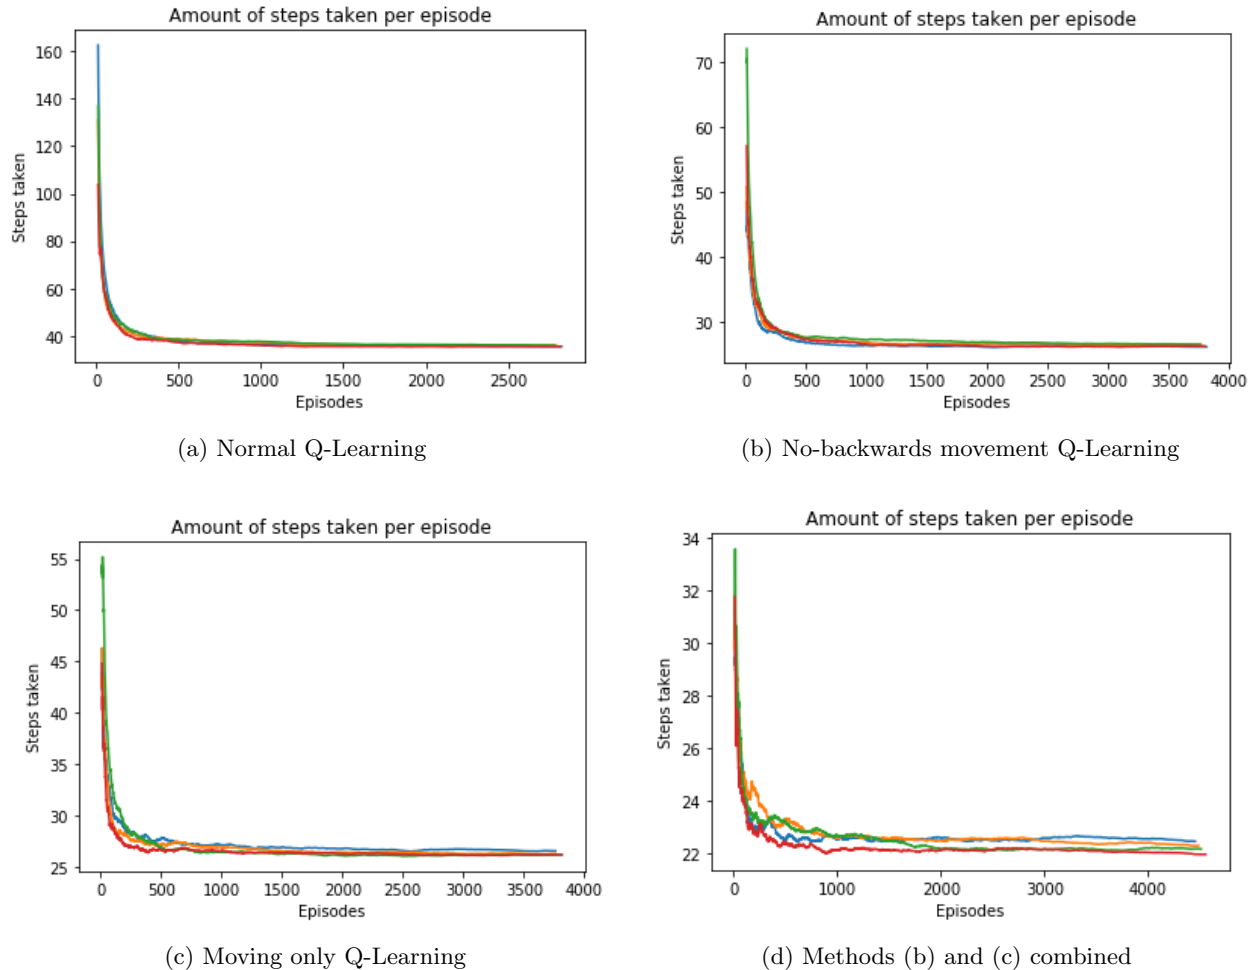 Amount of steps taken per episode
160
140
120
100
80
60
40
Steps taken
0 500 1000 1500 2000 2500
Episodes
(a) Normal Q-Learning
Amount of steps taken per episode
70
60
50
40
30
Steps taken
0 500 1000 1500 2000 2500 3000 3500 4000
Episodes
(b) No-backwards movement Q-Learning
Amount of steps taken per episode
55
50
45
40
35
30
25
Steps taken
0 500 1000 1500 2000 2500 3000 3500 4000
Episodes
(c) Moving only Q-Learning
Amount of steps taken per episode
34
32
30
28
26
24
22
Steps taken
0 1000 2000 3000 4000
Episodes
(d) Methods (b) and (c) combined